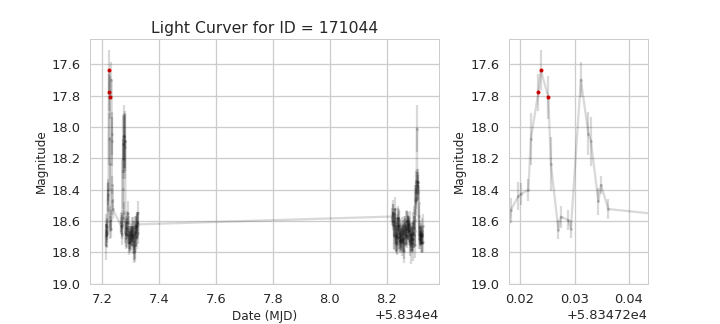 Light Curver for ID = 171044
17.6
17.8
18.0
18.2
18.4
18.6
18.8
19.0
Magnitude
7.2 7.4 7.6 7.8 8.0 8.2
Date (MJD) +5.834e4
17.6
17.8
18.0
18.2
18.4
18.6
18.8
19.0
Magnitude
0.02 0.03 0.04
+5.83472e4